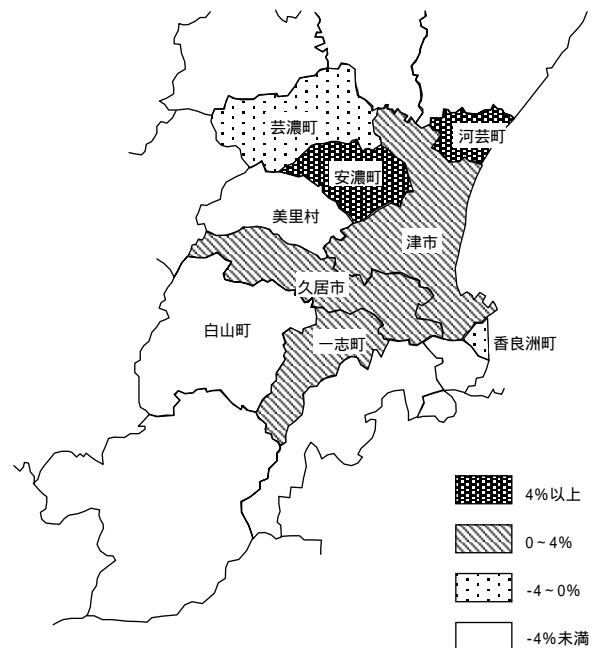 芸濃町
河芸町
安濃町
美里村
津市
久居市
白山町
一志町
香良洲町
4%以上
0~4%
-4~0%
-4%未満